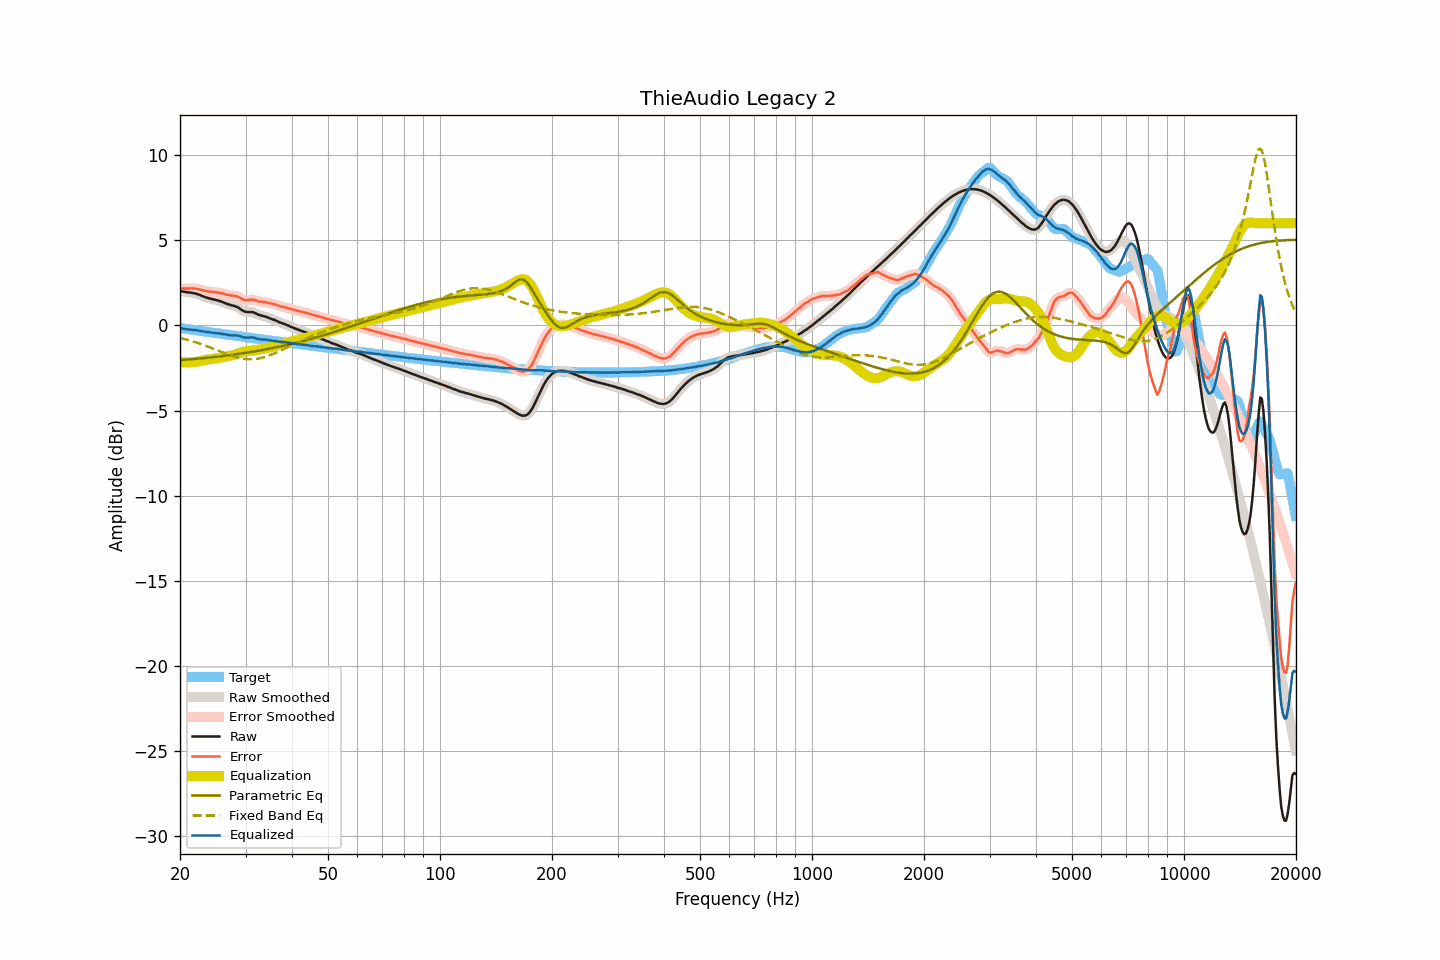 ThieAudio Legacy 2
10
5
0
−5
−10
−15
−20
−25
−30
Amplitude (dBr)
Target
Raw Smoothed
Error Smoothed
Raw
Error
Equalization
Parametric Eq
Fixed Band Eq
Equalized
20 50 100 200 500 1000 2000 5000 10000 20000
Frequency (Hz)